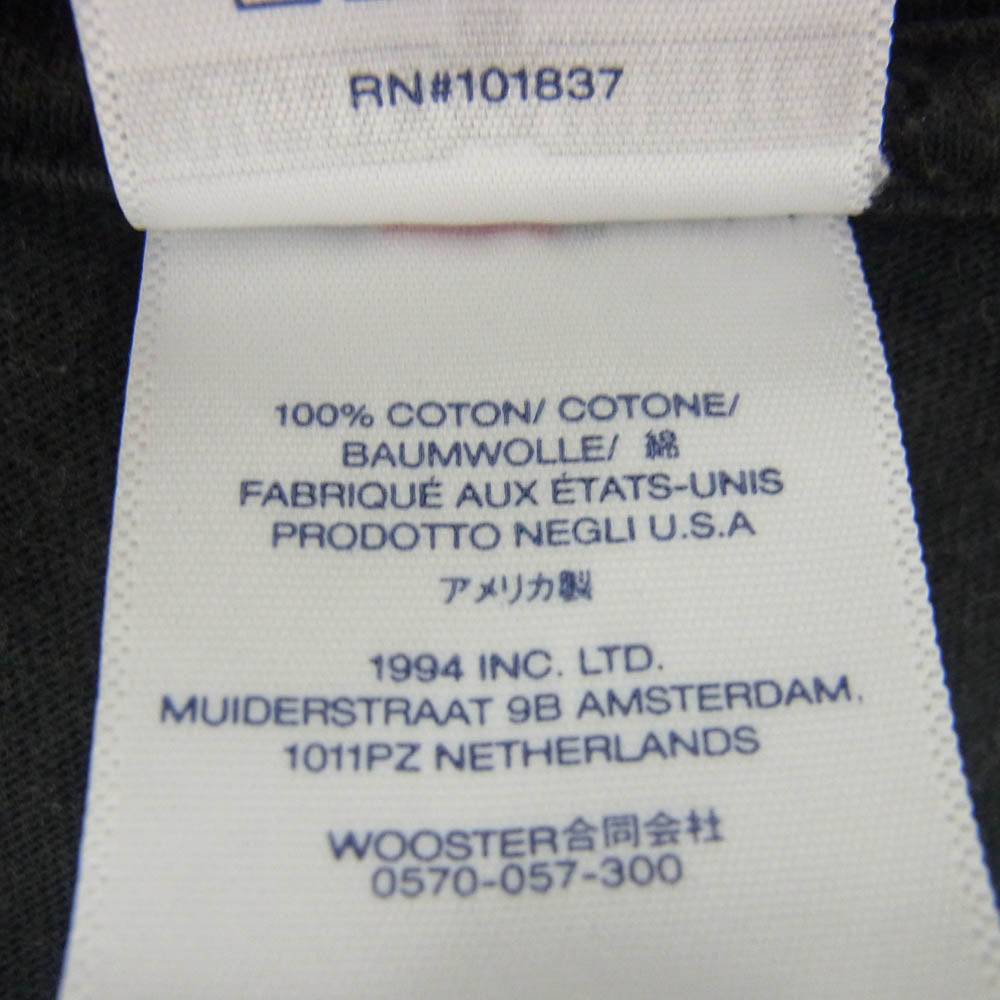 RN#101837
100% COTON/ COTONE/
BAUMWOLLE/ 綿
FABRIQUÉ AUX ÉTATS-UNIS
PRODOTTO NEGLI U.S.A
アメリカ製
1994 INC. LTD.
MUIDERSTRAAT 9B AMSTERDAM,
1011PZ NETHERLANDS
WOOSTER合同会社
0570-057-300